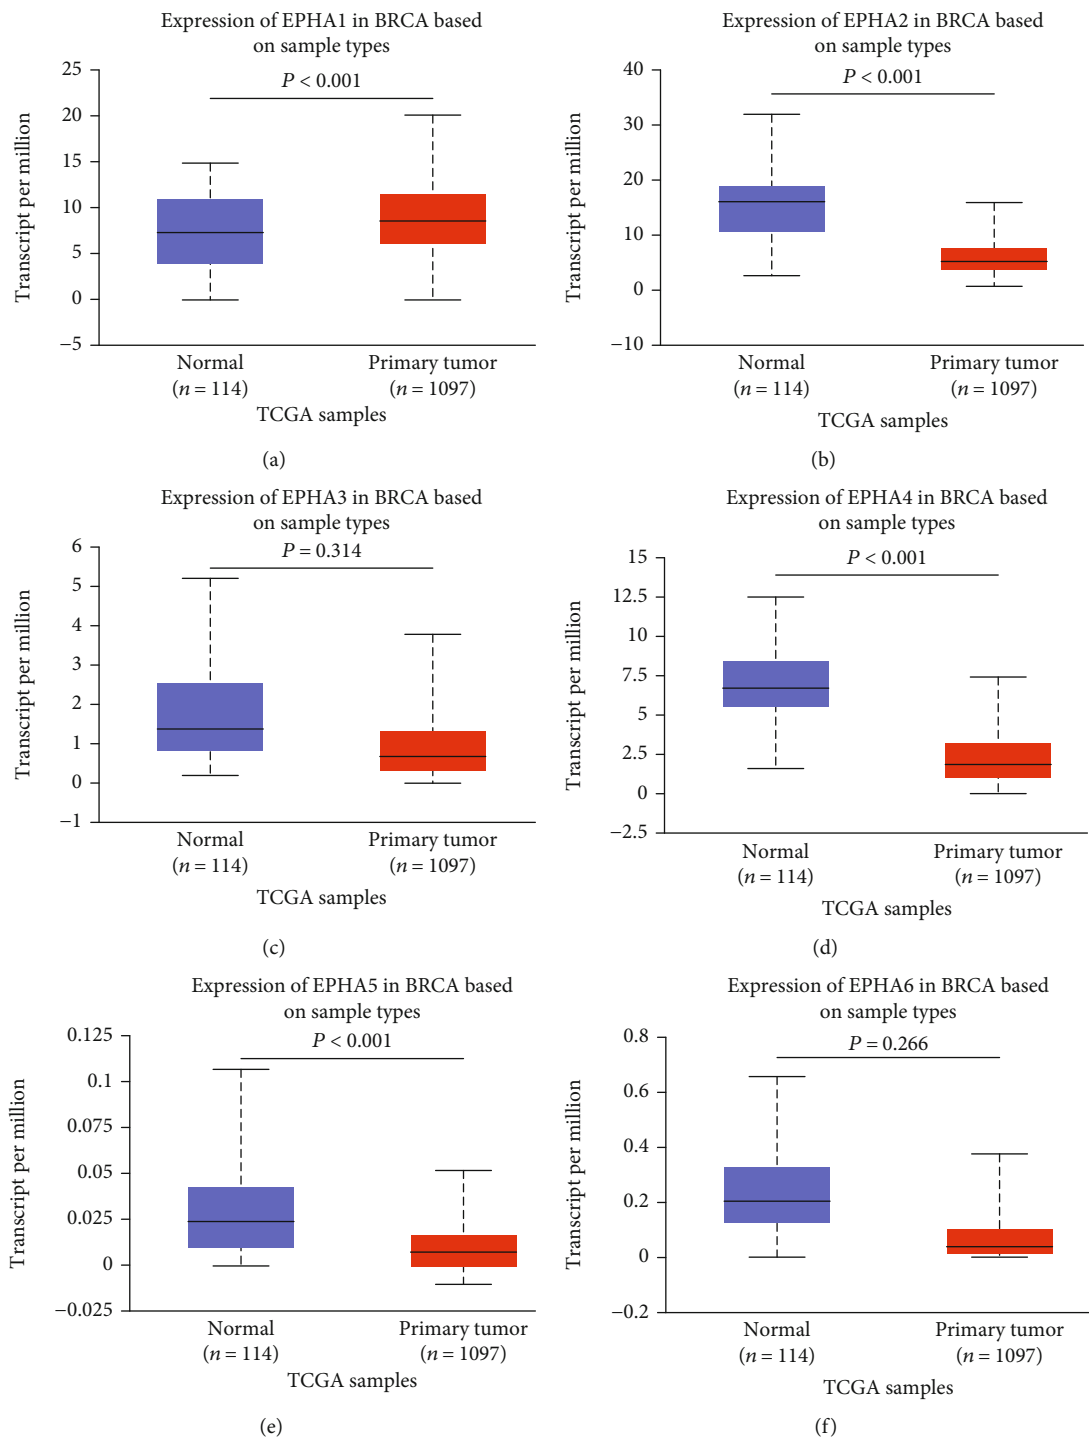 Expression of EPHA1 in BRCA based
on sample types
P < 0.001
25
20
15
10
5
0
−5
Transcript per million
Normal
(n = 114)
Primary tumor
(n = 1097)
TCGA samples
(a)
Expression of EPHA2 in BRCA based
on sample types
P < 0.001
40
30
20
10
0
−10
Transcript per million
Normal
(n = 114)
Primary tumor
(n = 1097)
TCGA samples
(b)
Expression of EPHA3 in BRCA based
on sample types
P = 0.314
6
5
4
3
2
1
0
−1
Transcript per million
Normal
(n = 114)
Primary tumor
(n = 1097)
TCGA samples
(c)
Expression of EPHA4 in BRCA based
on sample types
P < 0.001
15
12.5
7.5
5
2.5
0
−2.5
Transcript per million
Normal
(n = 114)
Primary tumor
(n = 1097)
TCGA samples
(d)
Expression of EPHA5 in BRCA based
on sample types
P < 0.001
0.125
0.1
0.075
0.05
0.025
0
−0.025
Transcript per million
Normal
(n = 114)
Primary tumor
(n = 1097)
TCGA samples
(e)
Expression of EPHA6 in BRCA based
on sample types
P = 0.266
0.8
0.6
0.4
0.2
0
−0.2
Transcript per million
Normal
(n = 114)
Primary tumor
(n = 1097)
TCGA samples
(f)